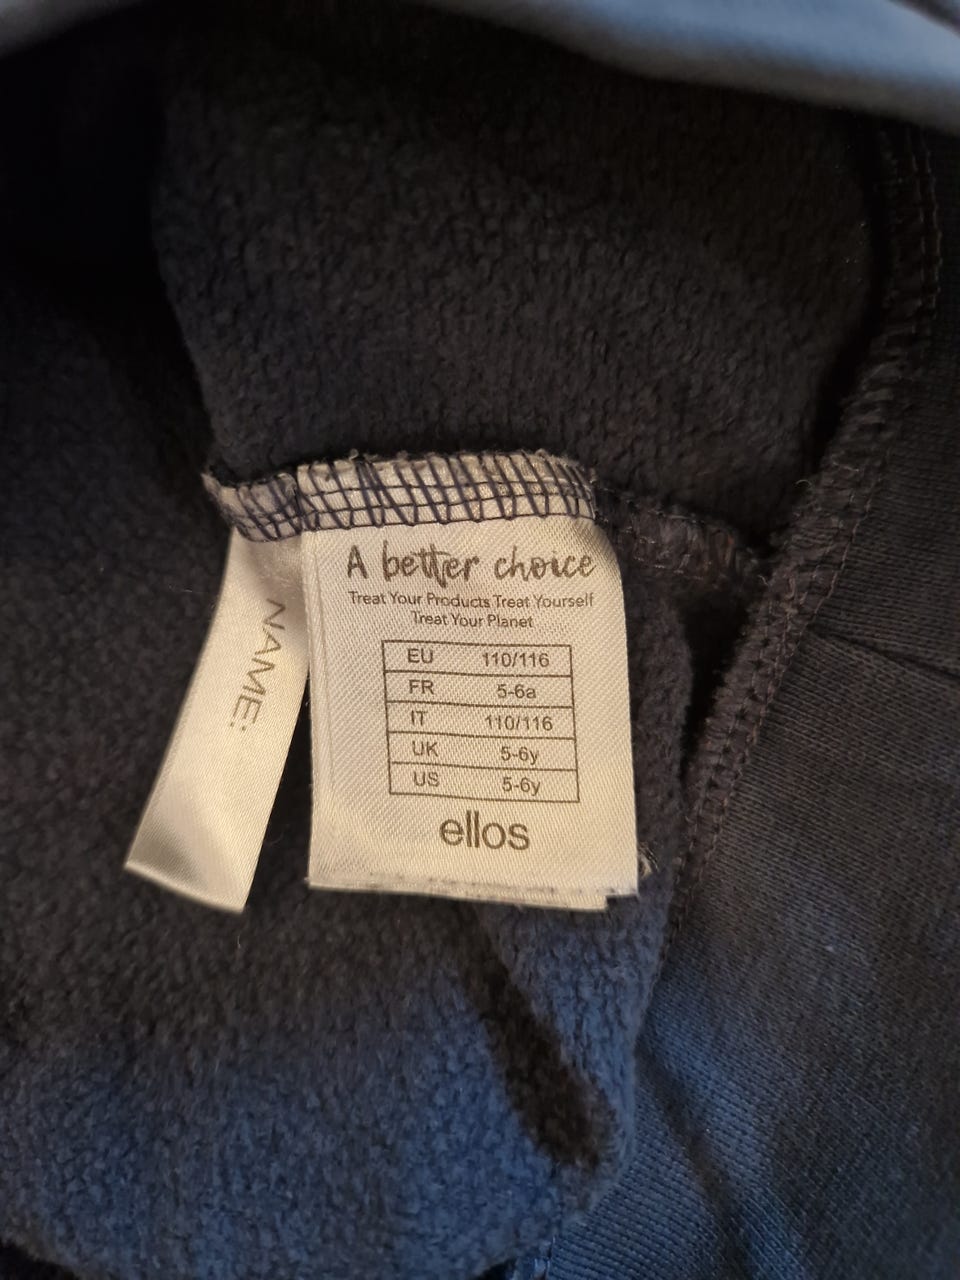 A better choice
Treat Your Products Treat Yourself
Treat Your Planet
EU 110/116
FR 5-6a
IT 110/116
UK 5-6y
US 5-6y
ellos
NAME: